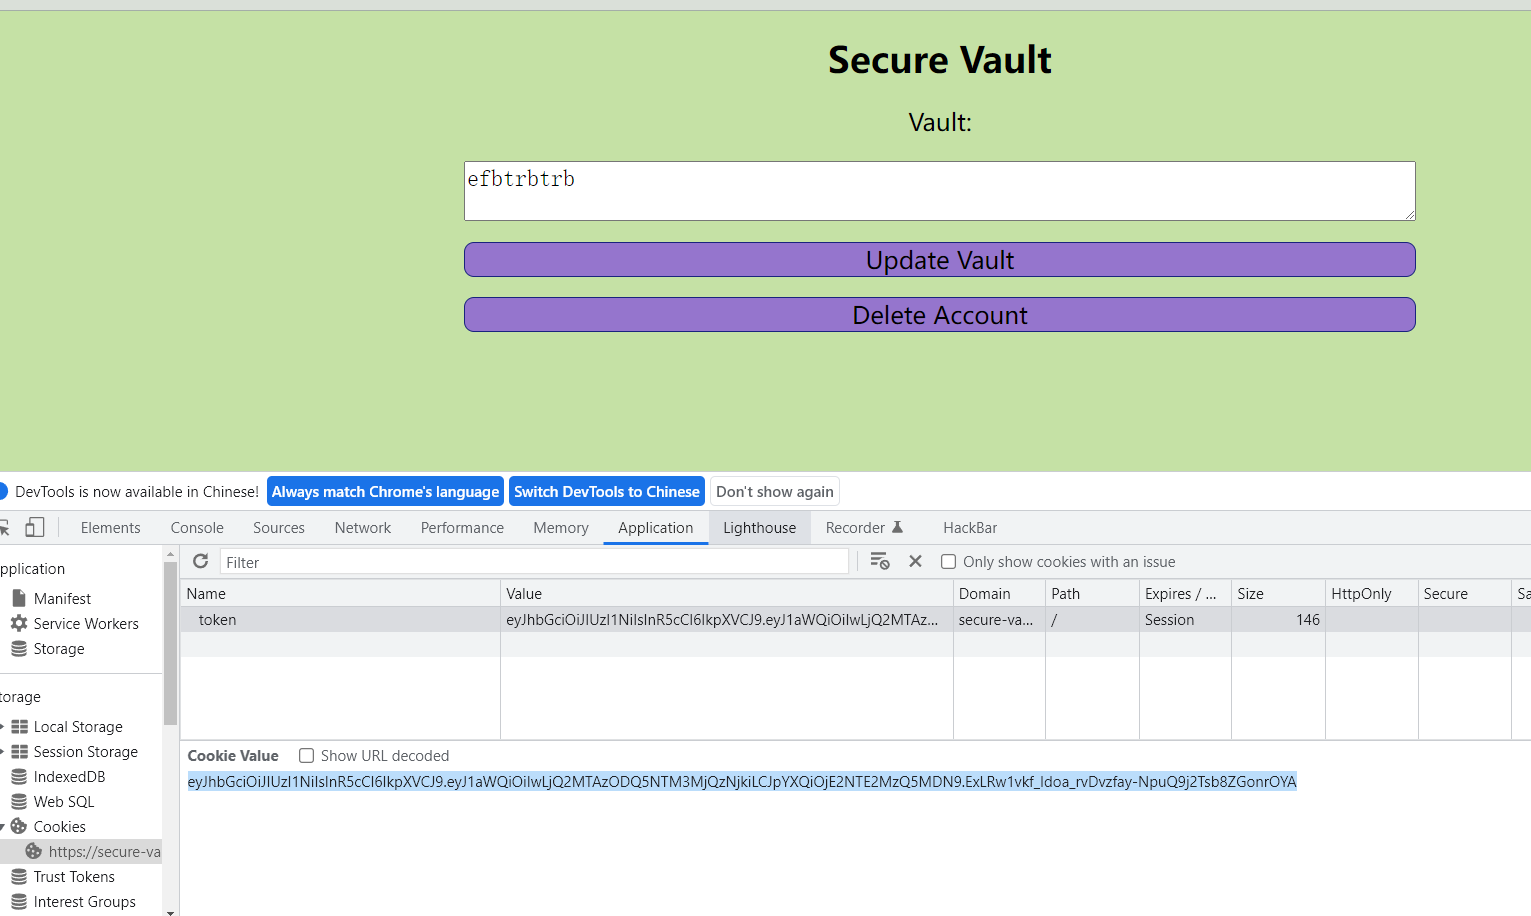 Secure Vault
Vault:
efbtrbtrb
Update Vault
Delete Account
DevTools is now available in Chinese! Always match Chrome's language Switch DevTools to Chinese Don't show again
Elements Console Sources Network Performance Memory Application Lighthouse Recorder HackBar
pplication
Manifest
Service Workers
Storage
torage
Local Storage
Session Storage
IndexedDB
Web SQL
Cookies
https://secure-va
Trust Tokens
Interest Groups
Filter Only show cookies with an issue
Name Value Domain Path Expires / ... Size HttpOnly Secure Sa
token eyJhbGciOiJIUzI1NiIsInR5cCI6IkpXVCJ9.eyJ1aWQiOiIwLjQ2MTAz... secure-va... / Session 146
Cookie Value Show URL decoded
eyJhbGciOiJIUzI1NiIsInR5cCI6IkpXVCJ9.eyJ1aWQiOiIwLjQ2MTAzODQ5NTM3MjQzNjkiLCJpYXQiOjE2NTE2MzQ5MDN9.ExLRw1vkf_ldoa_rvDvzfay-NpuQ9j2Tsb8ZGonrOYA